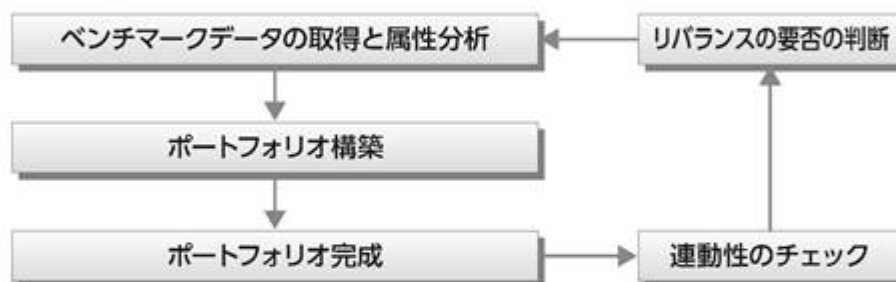 ベンチマークデータの取得と属性分析
リバランスの要否の判断
ポートフォリオ構築
ポートフォリオ完成
連動性のチェック